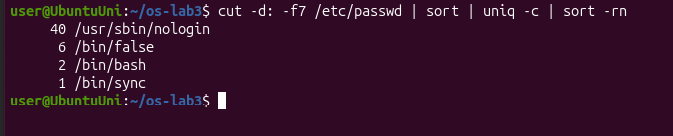 user@UbuntuUni:~/os-lab3$ cut -d: -f7 /etc/passwd | sort | uniq -c | sort -rn
40 /usr/sbin/nologin
6 /bin/false
2 /bin/bash
1 /bin/sync
user@UbuntuUni:~/os-lab3$